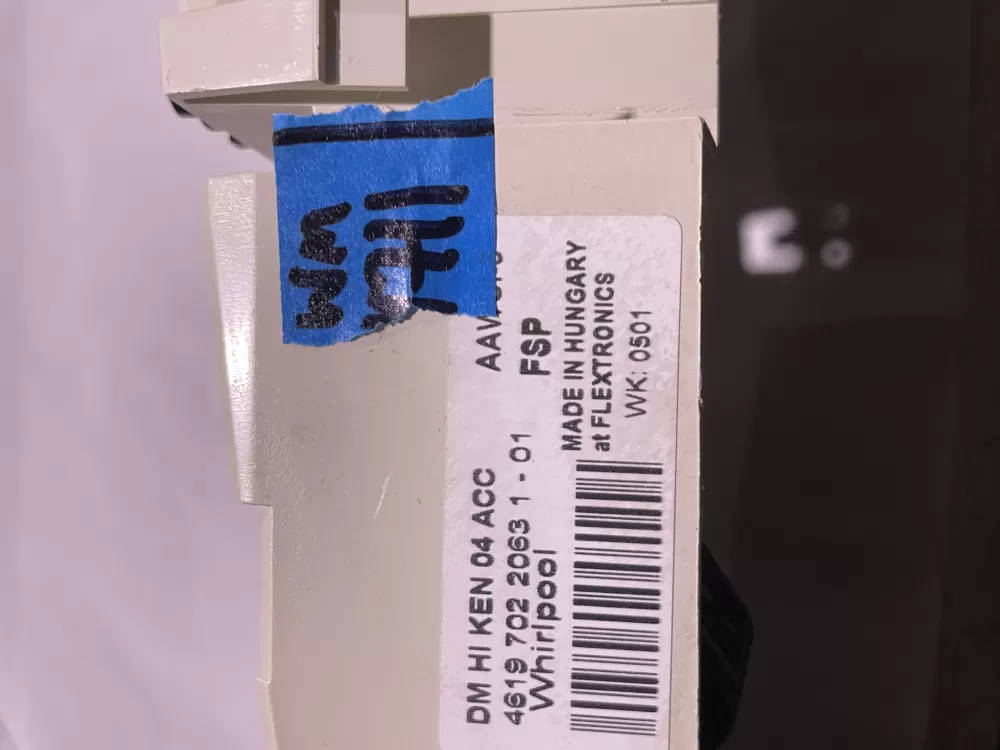 WM
DM HI KEN 04 ACC
4619 702 2063 1 - 01
Whirlpool FSP
MADE IN HUNGARY
at FLEXTRONICS
WK: 0501